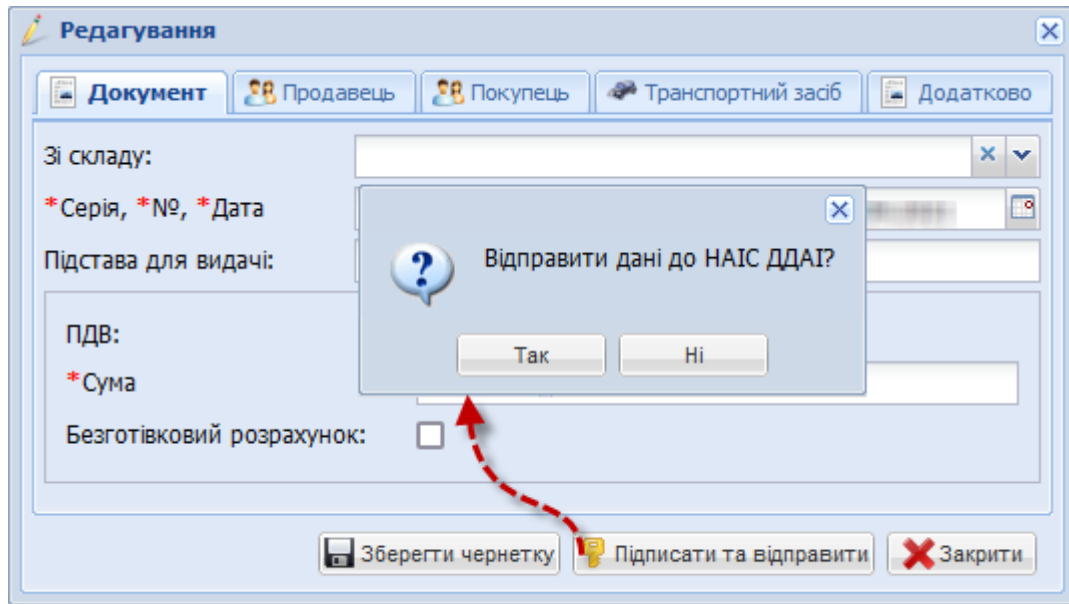 Редагування
Документ Продавець Покупець Транспортний засіб Додатково
Зі складу:
*Серія, *№, *Дата
Підстава для видачі:
Відправити дані до НАІС ДДАІ?
Так Ні
ПДВ:
*Сума
Безготівковий розрахунок:
Зберегти чернетку Підписати та відправити Закрити